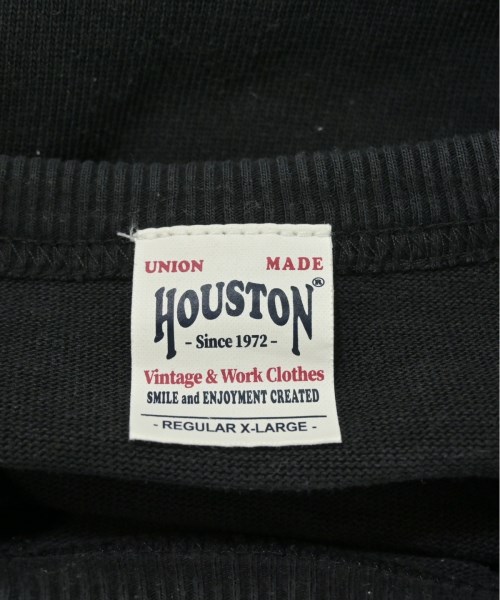 UNION MADE
HOUSTON®
- Since 1972 -
Vintage & Work Clothes
SMILE and ENJOYMENT CREATED
- REGULAR X-LARGE -